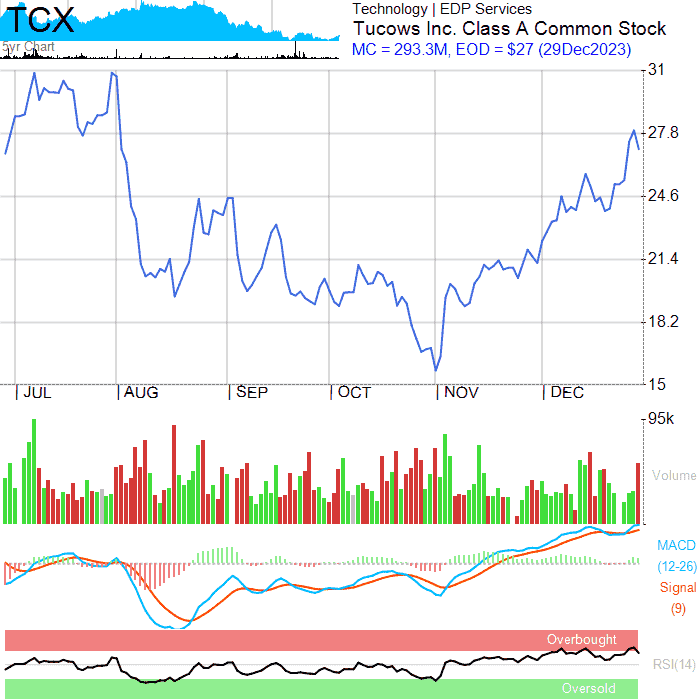 TCX
5yr Chart
Technology | EDP Services
Tucows Inc. Class A Common Stock
MC = 293.3M, EOD = $27 (29Dec2023)
31
27.8
24.6
21.4
18.2
15
| JUL | AUG | SEP | OCT | NOV | DEC
95k
Volume
MACD
(12-26)
Signal
(9)
Overbought
RSI(14)
Oversold